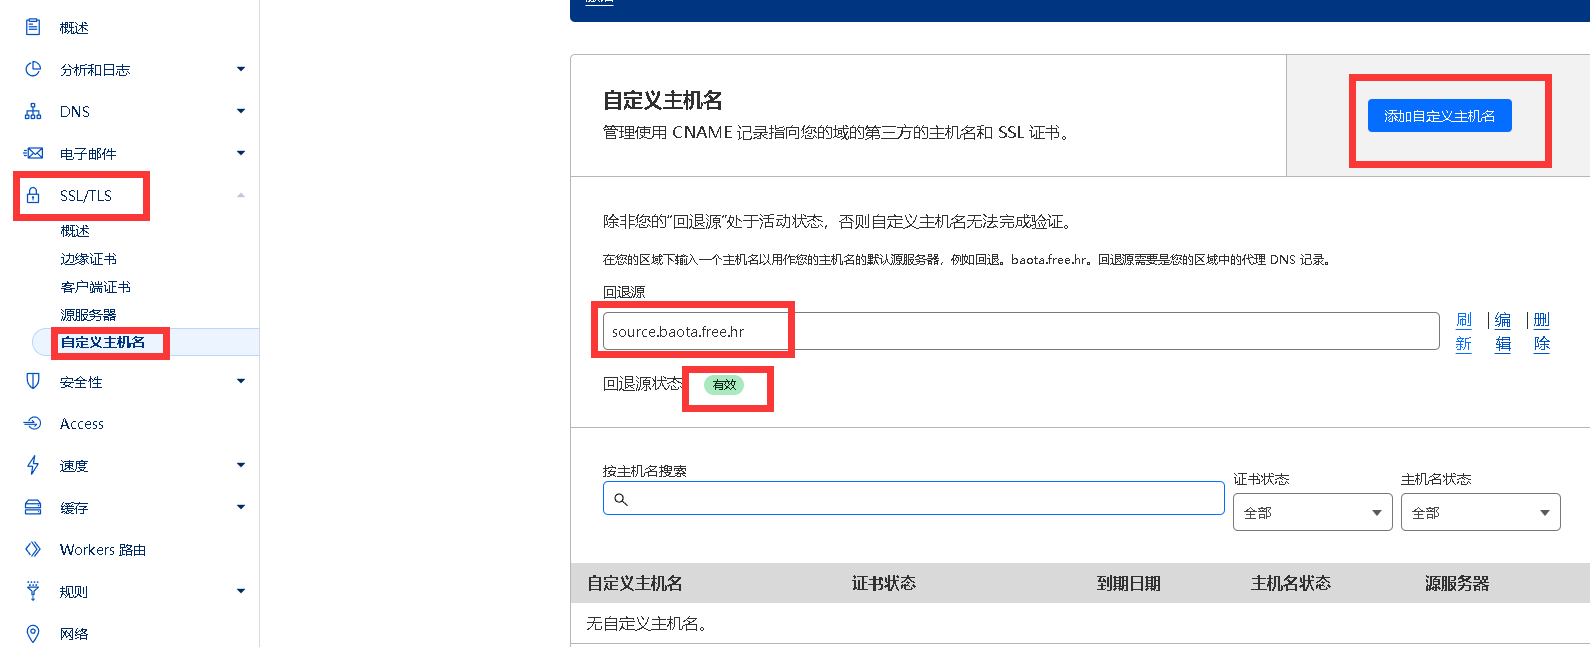 概述
分析和日志
DNS
电子邮件
SSL/TLS
概述
边缘证书
客户端证书
源服务器
自定义主机名
安全性
Access
速度
缓存
Workers 路由
规则
网络
自定义主机名
管理使用 CNAME 记录指向您的域的第三方的主机名和 SSL 证书。
添加自定义主机名
除非您的“回退源”处于活动状态，否则自定义主机名无法完成验证。
在您的区域下输入一个主机名以用作您的主机名的默认源服务器，例如回退。baota.free.hr。回退源需要是您的区域中的代理 DNS 记录。
回退源
source.baota.free.hr
刷新 | 编辑 | 删除
回退源状态 有效
按主机名搜索
证书状态 主机名状态
全部 全部
自定义主机名 证书状态 到期日期 主机名状态 源服务器
无自定义主机名。